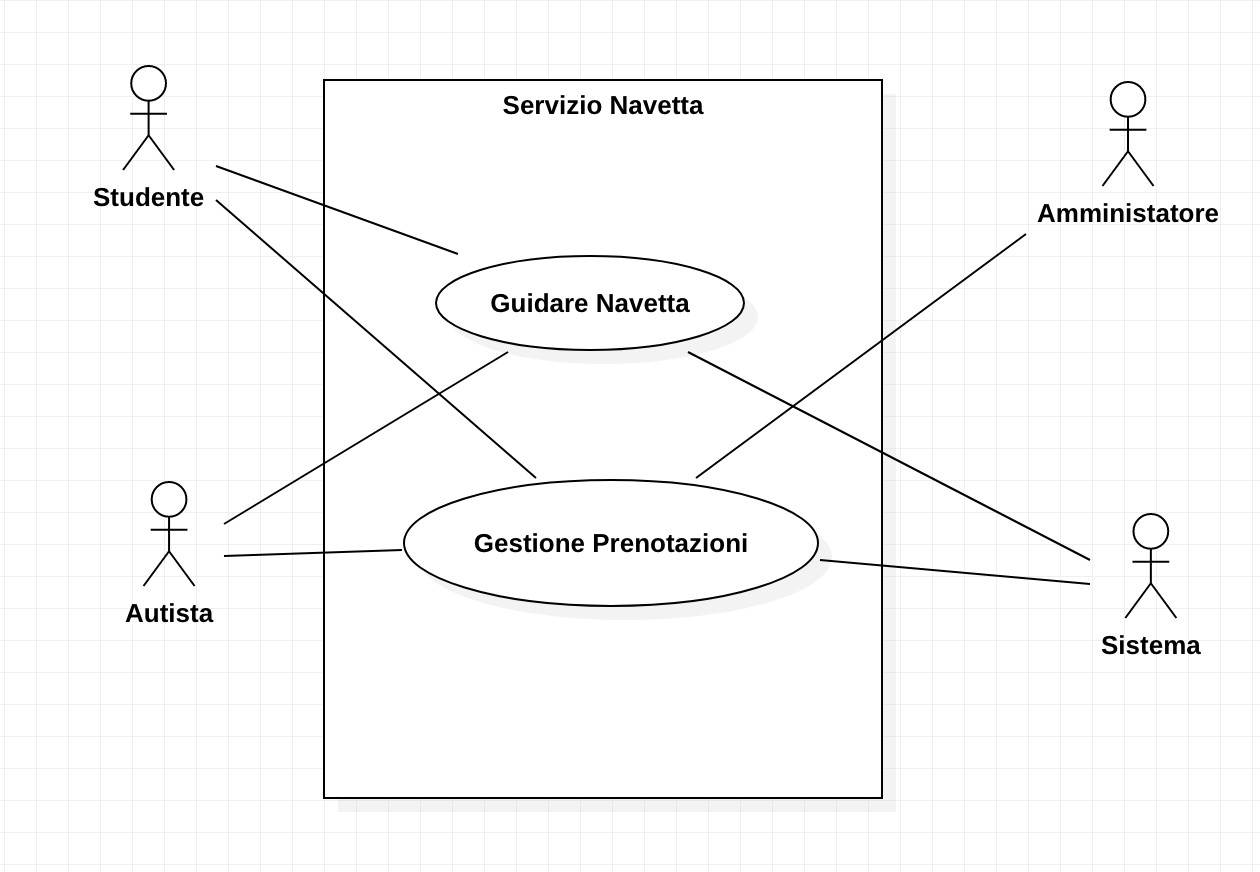 Servizio Navetta
Studente
Amministatore
Guidare Navetta
Gestione Prenotazioni
Autista
Sistema